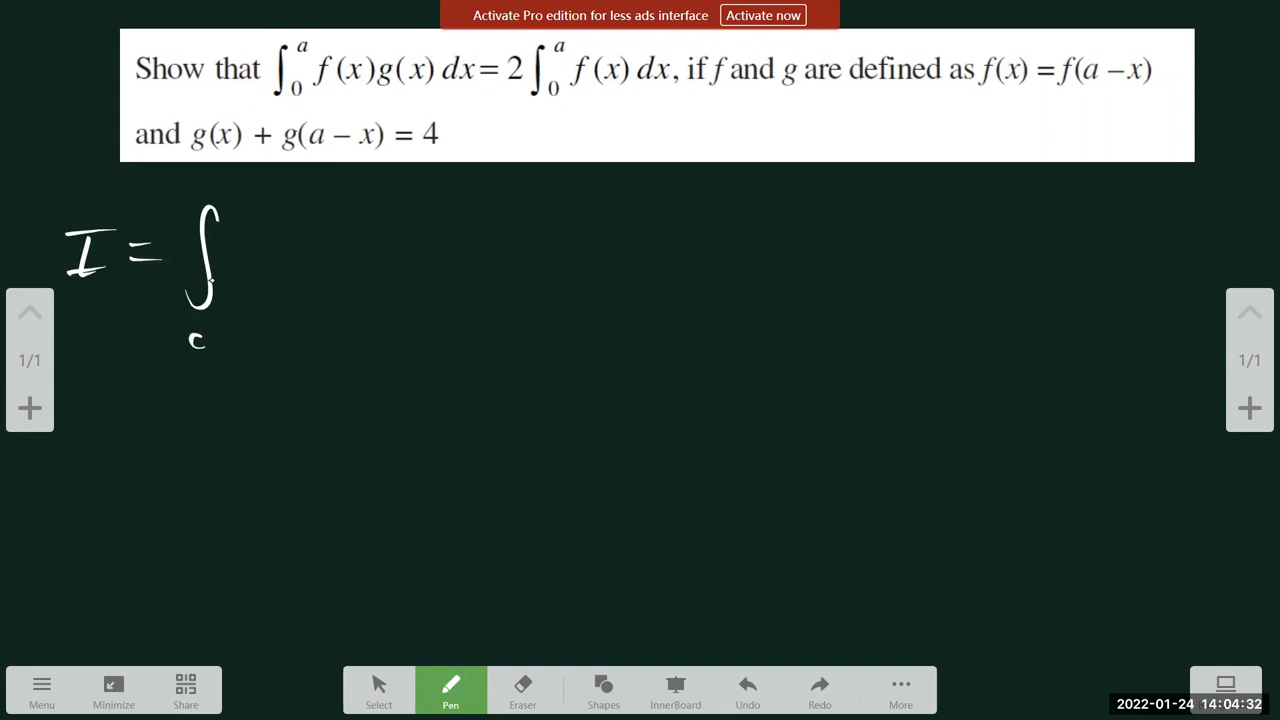 Activate Pro edition for less ads interface Activate now
Show that ∫₀ᵃ f(x)g(x) dx = 2 ∫₀ᵃ f(x) dx, if f and g are defined as f(x) = f(a – x)
and g(x) + g(a – x) = 4
I = ∫
1/1
1/1
Menu Minimize Share Select Pen Eraser Shapes InnerBoard Undo Redo More
2022-01-24 14:04:32